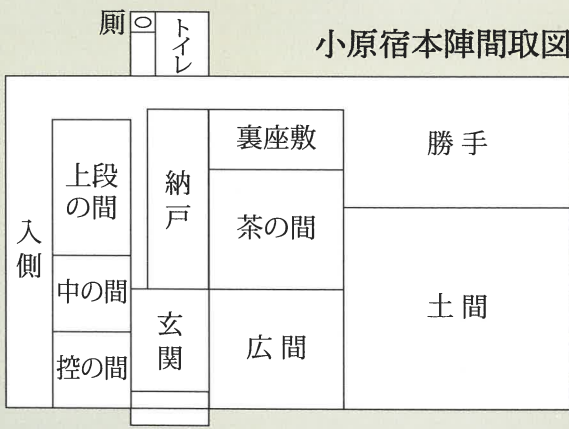 小原宿本陣間取図
厠
トイレ
入側
上段
の間
中の間
控の間
納戸
玄関
裏座敷
茶の間
広間
勝手
土間